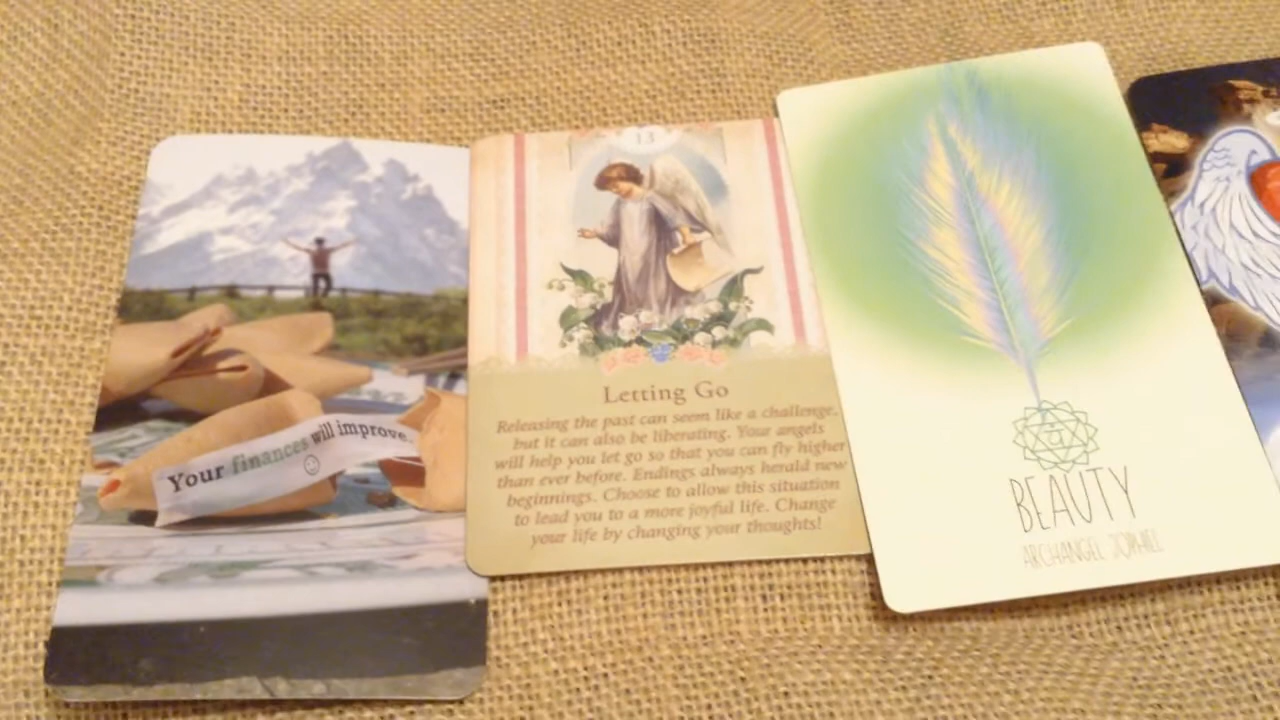 Your finances will improve.
13
Letting Go
Releasing the past can seem like a challenge,
but it can also be liberating. Your angels
will help you let go so that you can fly higher
than ever before. Endings always herald new
beginnings. Choose to allow this situation
to lead you to a more joyful life. Change
your life by changing your thoughts!
BEAUTY
ARCHANGEL JOPHIEL